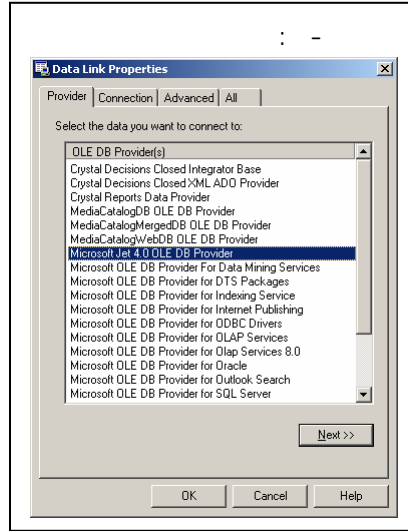 : -
Data Link Properties
Provider Connection Advanced All
Select the data you want to connect to:
OLE DB Provider(s)
Crystal Decisions Closed Integrator Base
Crystal Decisions Closed XML ADO Provider
Crystal Reports Data Provider
MediaCatalogDB OLE DB Provider
MediaCatalogMergedDB OLE DB Provider
MediaCatalogWebDB OLE DB Provider
Microsoft Jet 4.0 OLE DB Provider
Microsoft OLE DB Provider For Data Mining Services
Microsoft OLE DB Provider for DTS Packages
Microsoft OLE DB Provider for Indexing Service
Microsoft OLE DB Provider for Internet Publishing
Microsoft OLE DB Provider for ODBC Drivers
Microsoft OLE DB Provider for OLAP Services
Microsoft OLE DB Provider for Olap Services 8.0
Microsoft OLE DB Provider for Oracle
Microsoft OLE DB Provider for Outlook Search
Microsoft OLE DB Provider for SQL Server
Next >>
OK Cancel Help